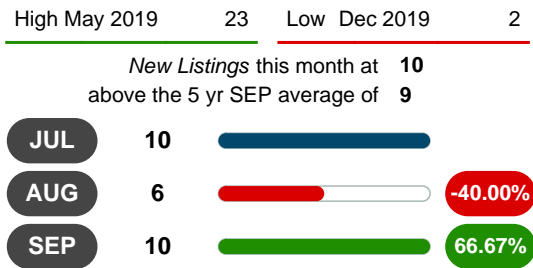 High May 2019 23 Low Dec 2019 2
New Listings this month at 10
above the 5 yr SEP average of 9
JUL 10
AUG 6 -40.00%
SEP 10 66.67%